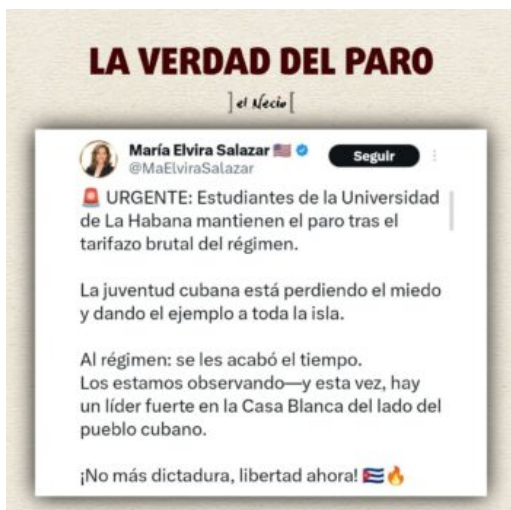 LA VERDAD DEL PARO
] el Necio [
María Elvira Salazar 🇺🇸
@MaElviraSalazar
Seguir
🚨 URGENTE: Estudiantes de la Universidad
de La Habana mantienen el paro tras el
tarifazo brutal del régimen.
La juventud cubana está perdiendo el miedo
y dando el ejemplo a toda la isla.
Al régimen: se les acabó el tiempo.
Los estamos observando—y esta vez, hay
un líder fuerte en la Casa Blanca del lado del
pueblo cubano.
¡No más dictadura, libertad ahora! 🇨🇺🔥